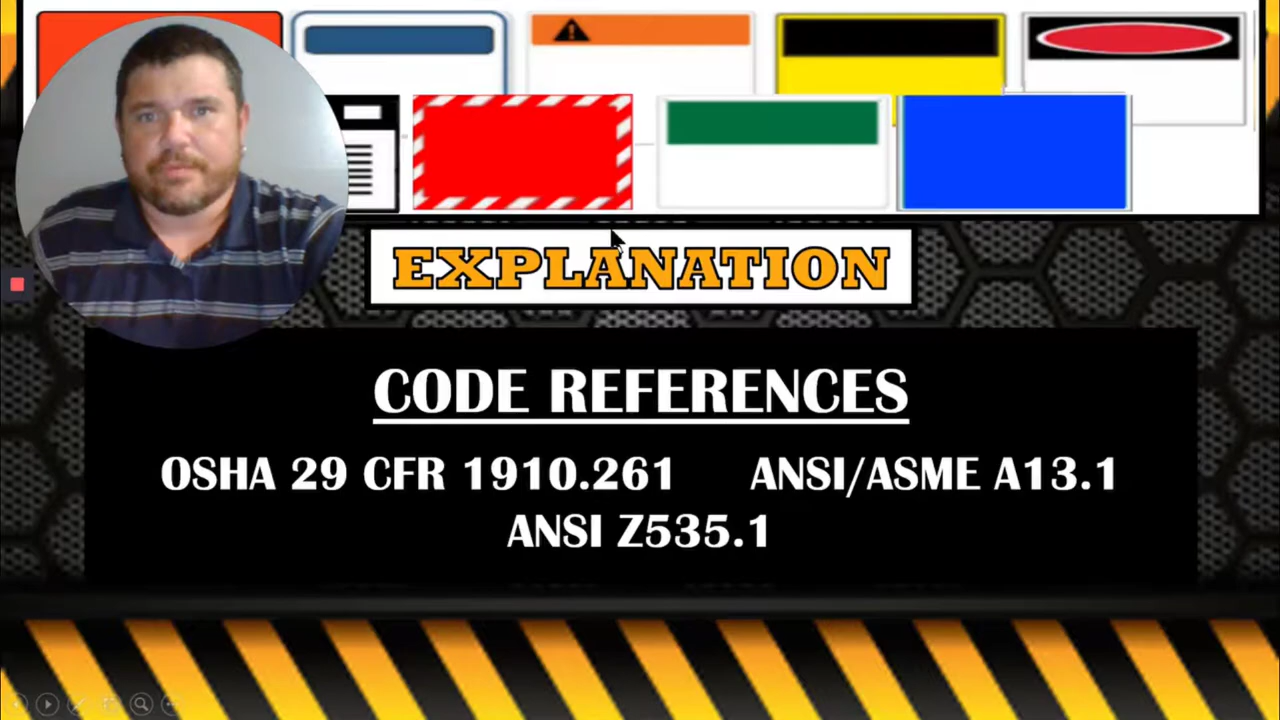 EXPLANATION
CODE REFERENCES
OSHA 29 CFR 1910.261 ANSI/ASME A13.1
ANSI Z535.1